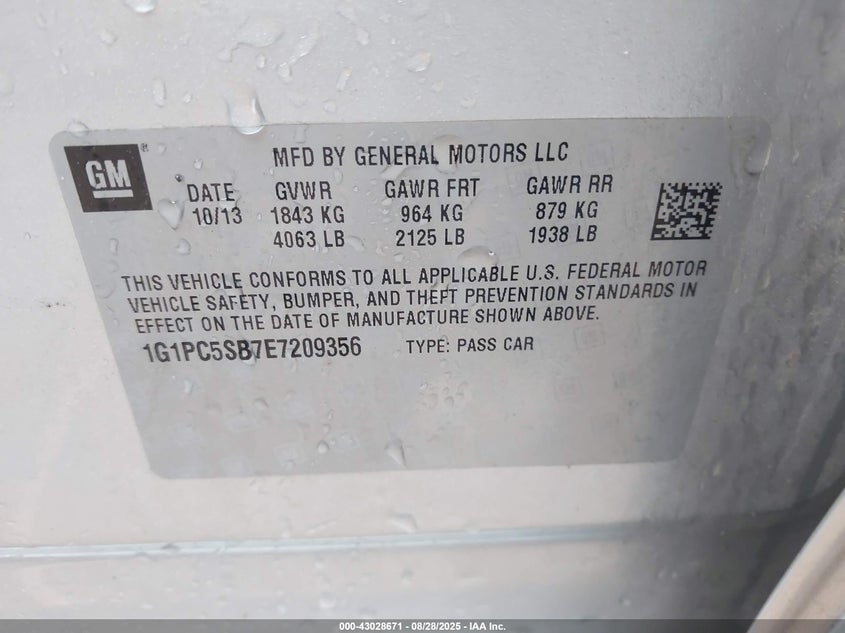 GM ® MFD BY GENERAL MOTORS LLC
DATE GVWR GAWR FRT GAWR RR
10/13 1843 KG 964 KG 879 KG
4063 LB 2125 LB 1938 LB
THIS VEHICLE CONFORMS TO ALL APPLICABLE U.S. FEDERAL MOTOR
VEHICLE SAFETY, BUMPER, AND THEFT PREVENTION STANDARDS IN
EFFECT ON THE DATE OF MANUFACTURE SHOWN ABOVE.
1G1PC5SB7E7209356 TYPE: PASS CAR
000-43028671 - 08/28/2025 - IAA Inc.